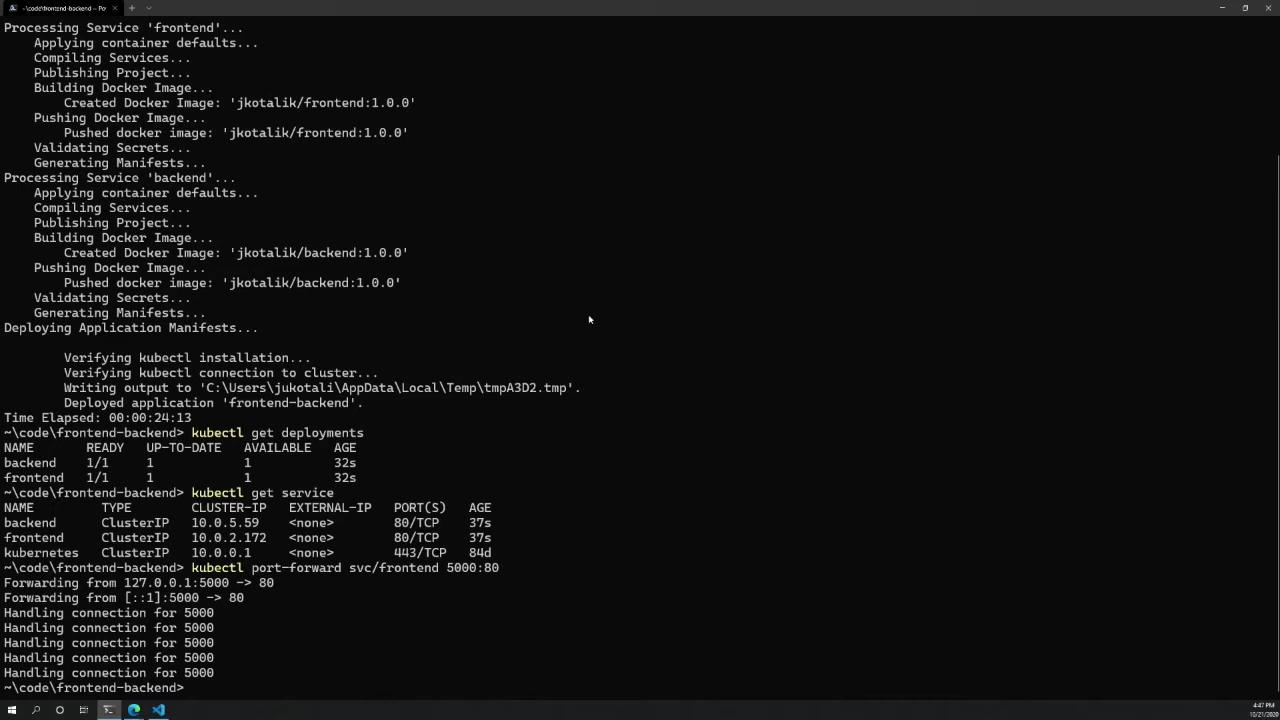 ~\code\frontend-backend – Po
Processing Service 'frontend'...
Applying container defaults...
Compiling Services...
Publishing Project...
Building Docker Image...
Created Docker Image: 'jkotalik/frontend:1.0.0'
Pushing Docker Image...
Pushed docker image: 'jkotalik/frontend:1.0.0'
Validating Secrets...
Generating Manifests...
Processing Service 'backend'...
Applying container defaults...
Compiling Services...
Publishing Project...
Building Docker Image...
Created Docker Image: 'jkotalik/backend:1.0.0'
Pushing Docker Image...
Pushed docker image: 'jkotalik/backend:1.0.0'
Validating Secrets...
Generating Manifests...
Deploying Application Manifests...
Verifying kubectl installation...
Verifying kubectl connection to cluster...
Writing output to 'C:\Users\jukotali\AppData\Local\Temp\tmpA3D2.tmp'.
Deployed application 'frontend-backend'.
Time Elapsed: 00:00:24:13
~\code\frontend-backend> kubectl get deployments
NAME READY UP-TO-DATE AVAILABLE AGE
backend 1/1 1 1 32s
frontend 1/1 1 1 32s
~\code\frontend-backend> kubectl get service
NAME TYPE CLUSTER-IP EXTERNAL-IP PORT(S) AGE
backend ClusterIP 10.0.5.59 <none> 80/TCP 37s
frontend ClusterIP 10.0.2.172 <none> 80/TCP 37s
kubernetes ClusterIP 10.0.0.1 <none> 443/TCP 84d
~\code\frontend-backend> kubectl port-forward svc/frontend 5000:80
Forwarding from 127.0.0.1:5000 -> 80
Forwarding from [::1]:5000 -> 80
Handling connection for 5000
Handling connection for 5000
Handling connection for 5000
Handling connection for 5000
Handling connection for 5000
~\code\frontend-backend>
4:47 PM